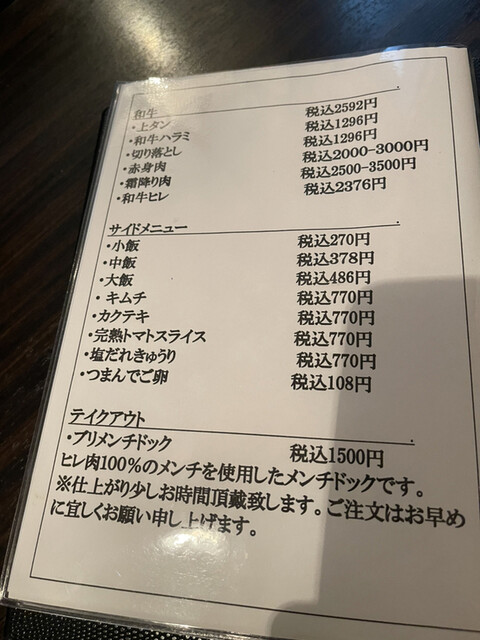 和牛
・上タン 税込2592円
・和牛ハラミ 税込1296円
・切り落とし 税込1296円
・赤身肉 税込2000-3000円
・霜降り肉 税込2500-3500円
・和牛ヒレ 税込2376円
サイドメニュー
・小飯 税込270円
・中飯 税込378円
・大飯 税込486円
・キムチ 税込770円
・カクテキ 税込770円
・完熟トマトスライス 税込770円
・塩だれきゅうり 税込770円
・つまんでご卵 税込108円
テイクアウト
・プリメンチドック 税込1500円
ヒレ肉100%のメンチを使用したメンチドックです。
※仕上がり少しお時間頂戴致します。ご注文はお早め
に宜しくお願い申し上げます。